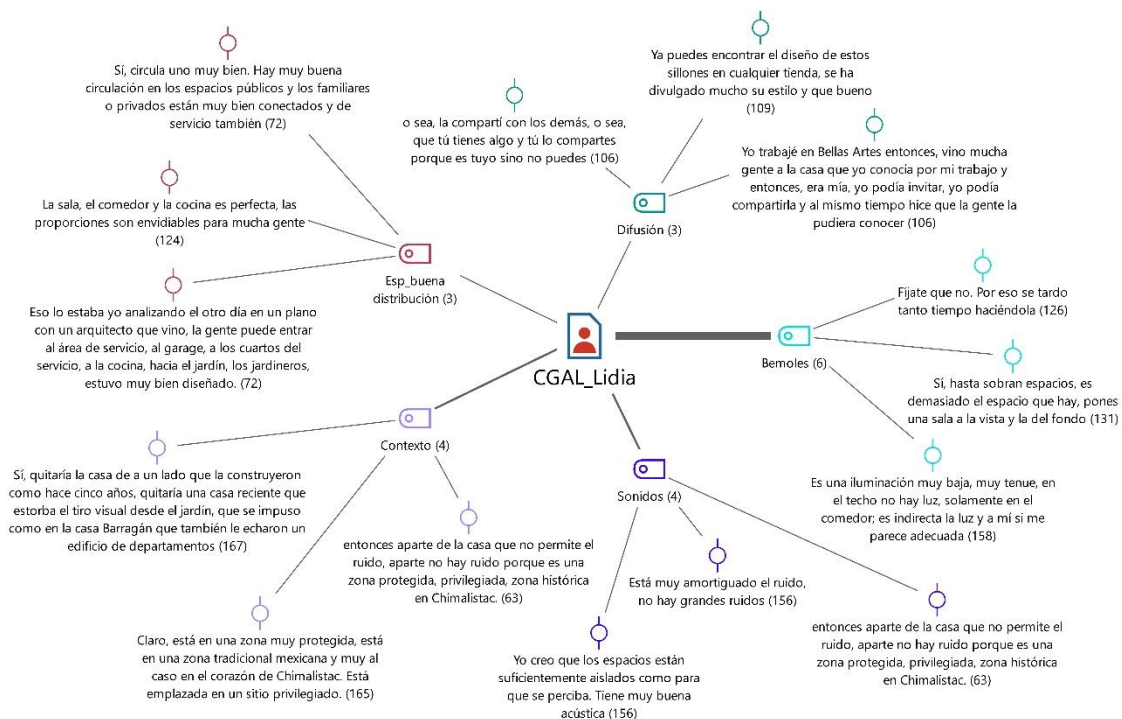 Sí, circula uno muy bien. Hay muy buena
circulación en los espacios públicos y los familiares
o privados están muy bien conectados y de
servicio también (72)
La sala, el comedor y la cocina es perfecta, las
proporciones son envidiables para mucha gente
(124)
Eso lo estaba yo analizando el otro día en un plano
con un arquitecto que vino, la gente puede entrar
al área de servicio, al garage, a los cuartos del
servicio, a la cocina, hacia el jardín, los jardineros,
estuvo muy bien diseñado. (72)
Esp_buena
distribución (3)
o sea, la compartí con los demás, o sea,
que tú tienes algo y tú lo compartes
porque es tuyo sino no puedes (106)
Ya puedes encontrar el diseño de estos
sillones en cualquier tienda, se ha
divulgado mucho su estilo y que bueno
(109)
Yo trabajé en Bellas Artes entonces, vino mucha
gente a la casa que yo conocía por mi trabajo y
entonces, era mía, yo podía invitar, yo podía
compartirla y al mismo tiempo hice que la gente la
pudiera conocer (106)
Difusión (3)
CGAL_Lidia
Bemoles (6)
Fíjate que no. Por eso se tardo
tanto tiempo haciéndola (126)
Sí, hasta sobran espacios, es
demasiado el espacio que hay, pones
una sala a la vista y la del fondo (131)
Es una iluminación muy baja, muy tenue, en
el techo no hay luz, solamente en el
comedor; es indirecta la luz y a mí si me
parece adecuada (158)
Contexto (4)
Sí, quitaría la casa de a un lado que la construyeron
como hace cinco años, quitaría una casa reciente que
estorba el tiro visual desde el jardín, que se impuso
como en la casa Barragán que también le echaron un
edificio de departamentos (167)
entonces aparte de la casa que no permite el
ruido, aparte no hay ruido porque es una
zona protegida, privilegiada, zona histórica
en Chimalistac. (63)
Claro, está en una zona muy protegida, está
en una zona tradicional mexicana y muy al
caso en el corazón de Chimalistac. Está
emplazada en un sitio privilegiado. (165)
Sonidos (4)
Está muy amortiguado el ruido,
no hay grandes ruidos (156)
Yo creo que los espacios están
suficientemente aislados como para
que se perciba. Tiene muy buena
acústica (156)
entonces aparte de la casa que no permite el
ruido, aparte no hay ruido porque es una
zona protegida, privilegiada, zona histórica
en Chimalistac. (63)